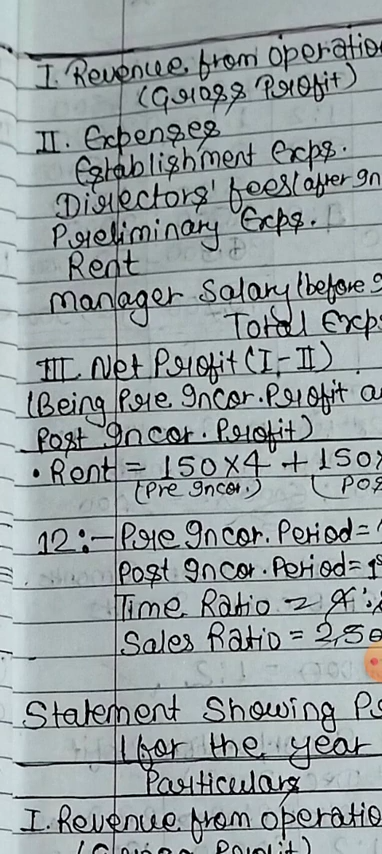 I. Revenue from operatio
(Gross Profit)
II. Expenses
Establishment Exps.
Directors' fees (after In
Preliminary Exps.
Rent
Manager Salary (before
Total Exps
III. Net Profit (I-II)
(Being Pre Incor. Profit a
Post Incor. Profit)
• Rent = 150×4 + 150×
(Pre Incor.) (Pos
12:- Pre Incor. Period =
Post Incor. Period = 1s
Time Ratio = 4:
Sales Ratio = 2,50
Statement Showing P
(for the year
Particulars
I. Revenue from operatio